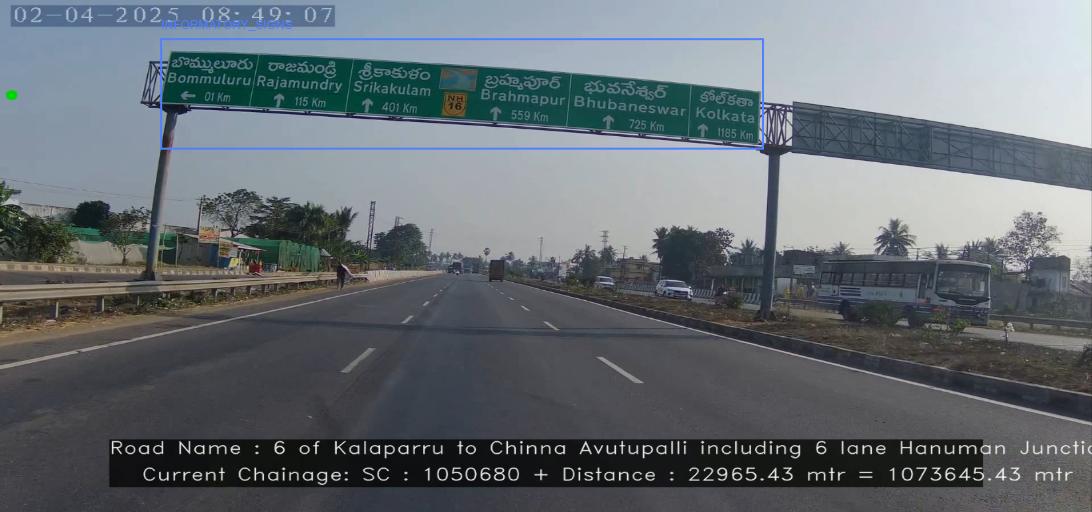 02-04-2025 08:49:07
INFORMATORY_SIGNS
బొమ్ములూరు
Bommuluru
← 01 Km
రాజమండ్రి
Rajamundry
↑ 115 Km
శ్రీకాకుళం
Srikakulam
↑ 401 Km
NH
16
బ్రహ్మపూర్
Brahmapur
↑ 559 Km
భువనేశ్వర్
Bhubaneswar
↑ 725 Km
కోల్‌కతా
Kolkata
↑ 1185 Km
Road Name : 6 of Kalaparru to Chinna Avutupalli including 6 lane Hanuman Juncti
Current Chainage: SC : 1050680 + Distance : 22965.43 mtr = 1073645.43 mtr